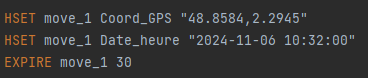 HSET move_1 Coord_GPS "48.8584,2.2945"
HSET move_1 Date_heure "2024-11-06 10:32:00"
EXPIRE move_1 30